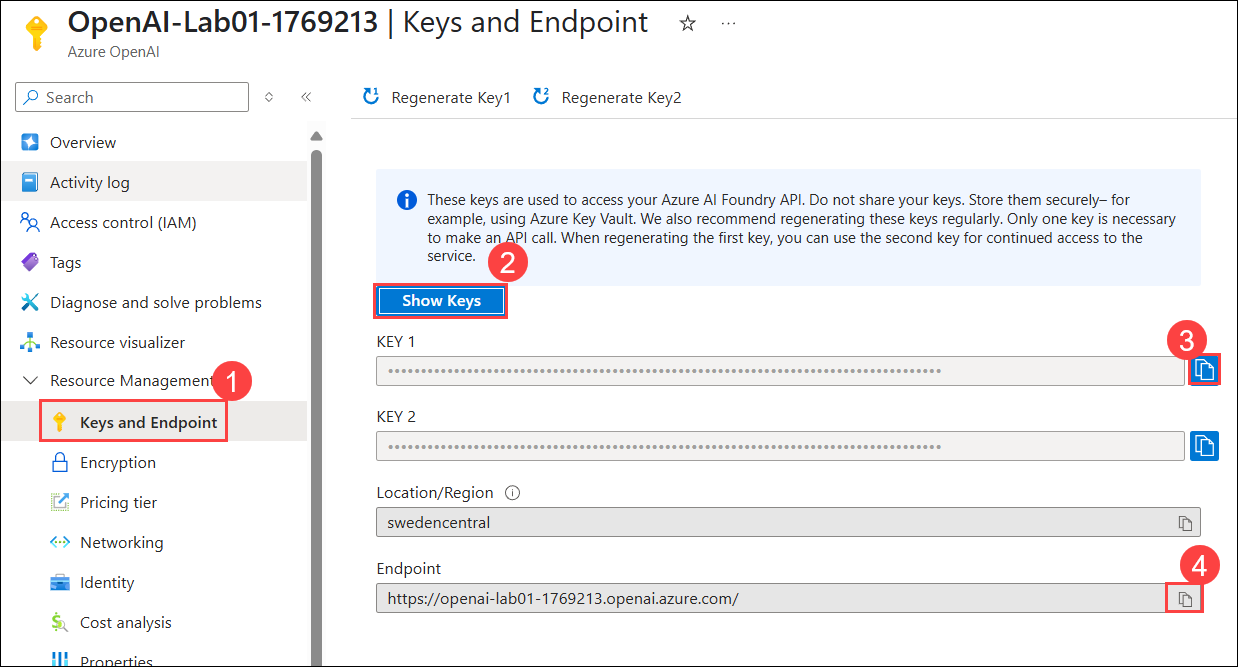 OpenAI-Lab01-1769213 | Keys and Endpoint
Azure OpenAI
Search
Regenerate Key1
Regenerate Key2
Overview
Activity log
Access control (IAM)
Tags
Diagnose and solve problems
Resource visualizer
Resource Management
1
Keys and Endpoint
Encryption
Pricing tier
Networking
Identity
Cost analysis
Properties
These keys are used to access your Azure AI Foundry API. Do not share your keys. Store them securely– for
example, using Azure Key Vault. We also recommend regenerating these keys regularly. Only one key is necessary
to make an API call. When regenerating the first key, you can use the second key for continued access to the
service.
2
Show Keys
KEY 1
3
KEY 2
Location/Region
swedencentral
Endpoint
4
https://openai-lab01-1769213.openai.azure.com/